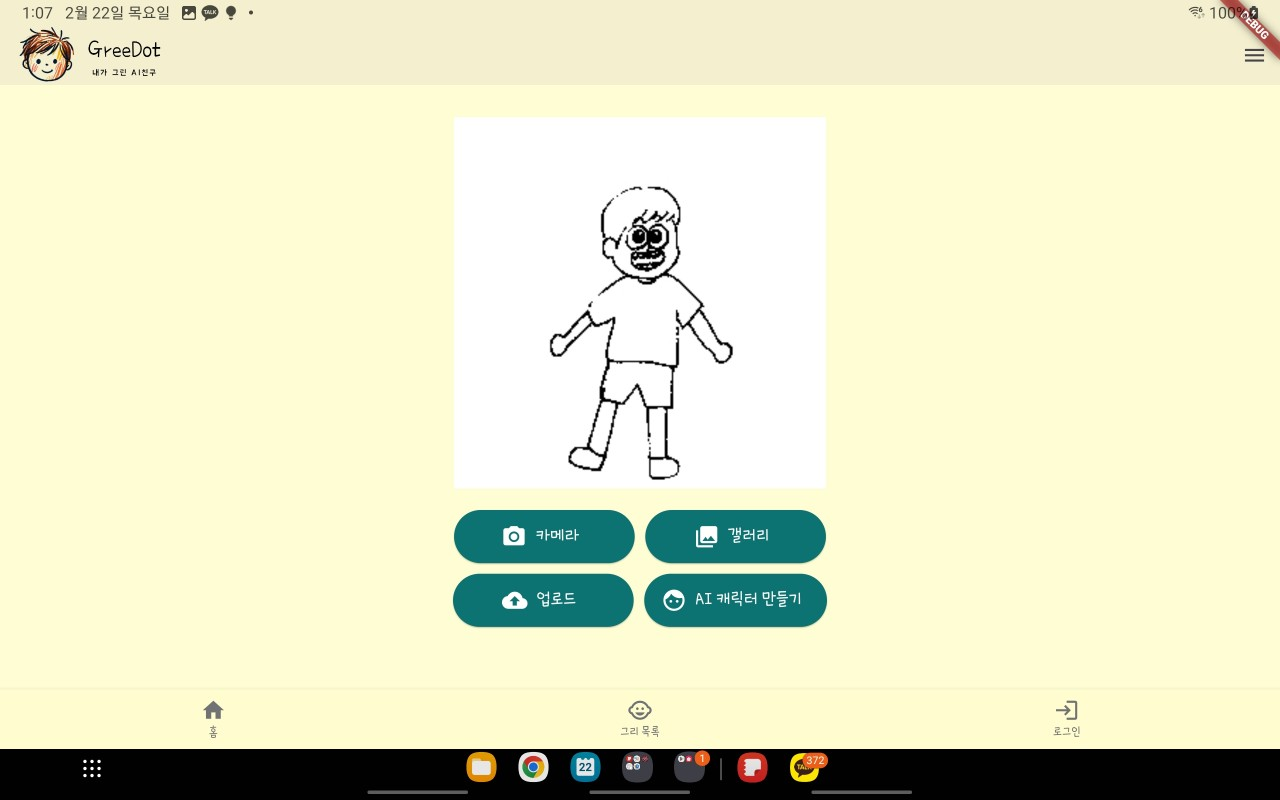 1:07 2월 22일 목요일 TALK
100%
DEBUG
GreeDot
내가 그린 AI친구
카메라
갤러리
업로드
AI 캐릭터 만들기
홈
그리 목록
로그인
22
1
372